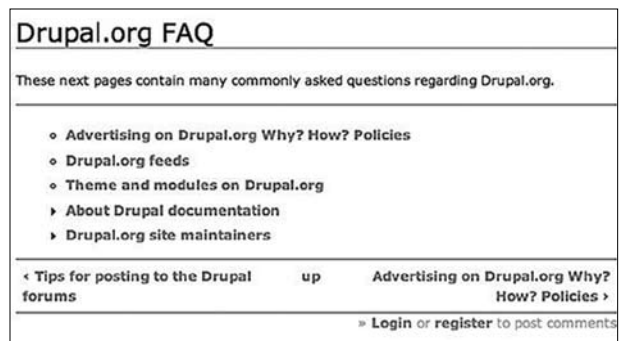 Drupal.org FAQ
These next pages contain many commonly asked questions regarding Drupal.org.
Advertising on Drupal.org Why? How? Policies
Drupal.org feeds
Theme and modules on Drupal.org
About Drupal documentation
Drupal.org site maintainers
‹ Tips for posting to the Drupal forums
up
Advertising on Drupal.org Why? How? Policies ›
» Login or register to post comments